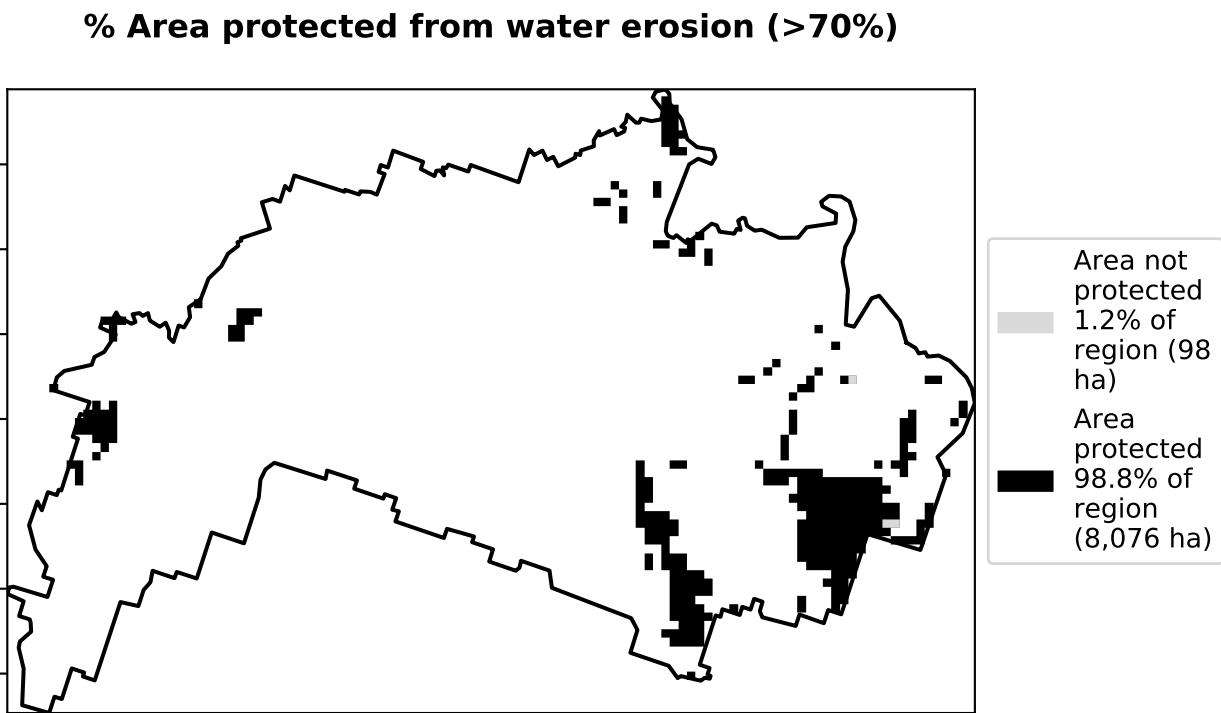 % Area protected from water erosion (>70%)
Area not
protected
1.2% of
region (98
ha)
Area
protected
98.8% of
region
(8,076 ha)